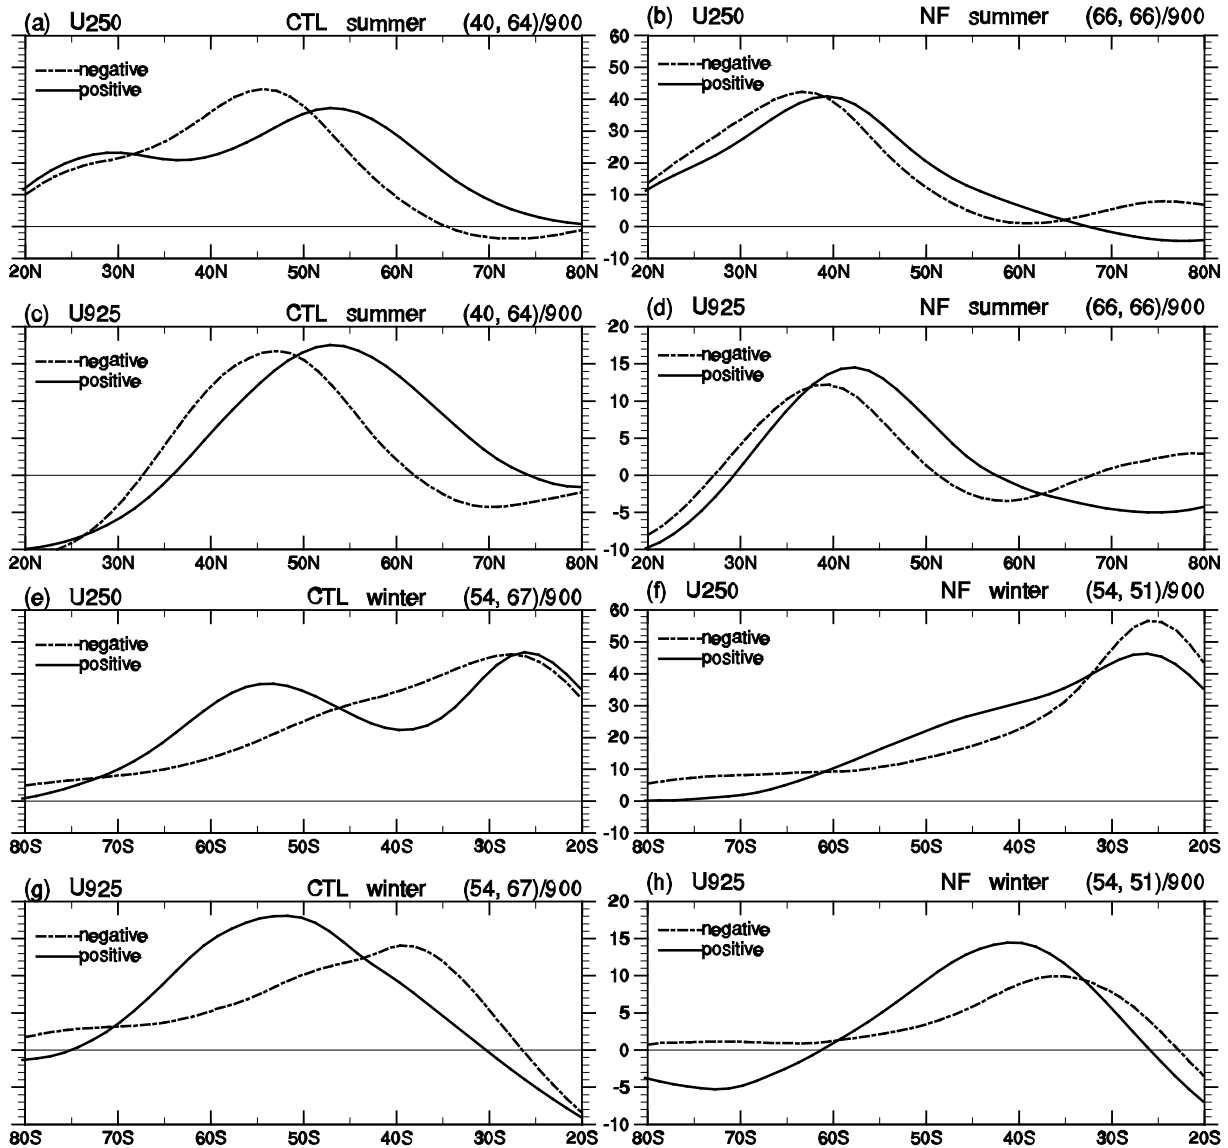 (a) U250 CTL summer (40, 64)/900
negative
positive
20N 30N 40N 50N 60N 70N 80N
(b) U250 NF summer (66, 66)/900
60
50
40
30
20
10
0
-10
negative
positive
20N 30N 40N 50N 60N 70N 80N
(c) U925 CTL summer (40, 64)/900
negative
positive
20N 30N 40N 50N 60N 70N 80N
(d) U925 NF summer (66, 66)/900
20
15
10
5
0
-5
-10
negative
positive
20N 30N 40N 50N 60N 70N 80N
(e) U250 CTL winter (54, 67)/900
negative
positive
80S 70S 60S 50S 40S 30S 20S
(f) U250 NF winter (54, 51)/900
60
50
40
30
20
10
0
-10
negative
positive
80S 70S 60S 50S 40S 30S 20S
(g) U925 CTL winter (54, 67)/900
negative
positive
80S 70S 60S 50S 40S 30S 20S
(h) U925 NF winter (54, 51)/900
20
15
10
5
0
-5
-10
negative
positive
80S 70S 60S 50S 40S 30S 20S